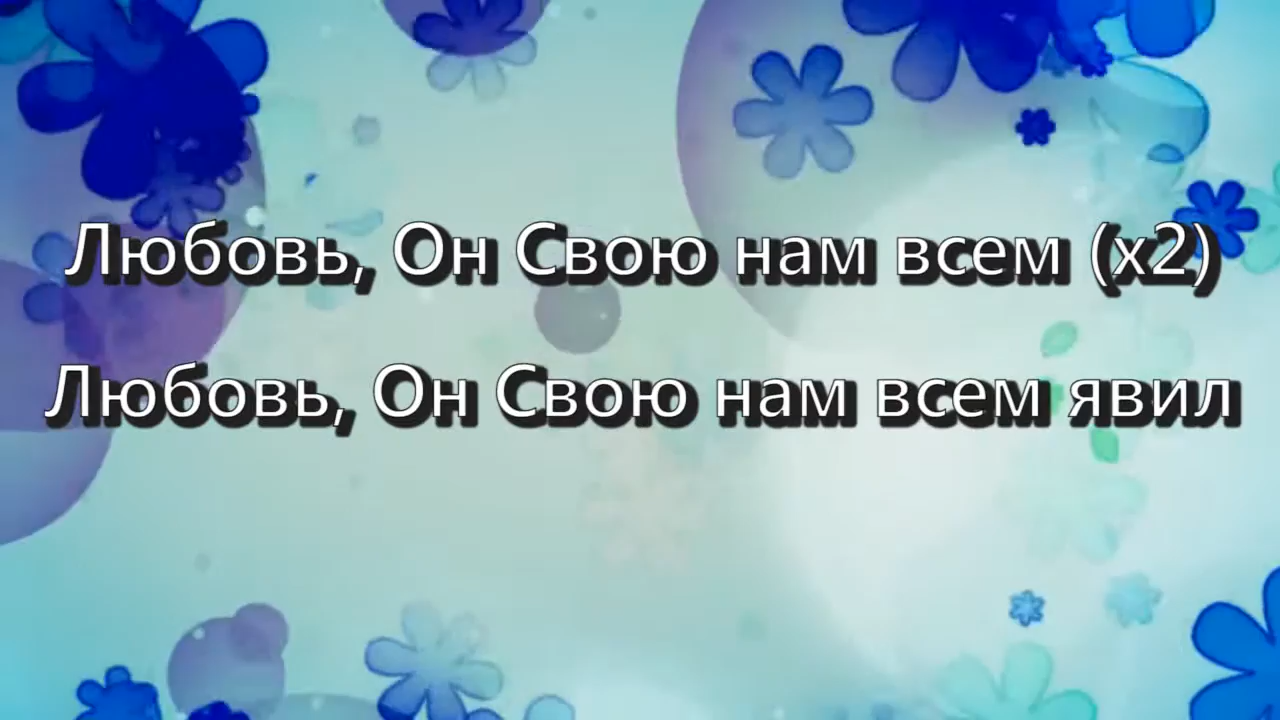 Любовь, Он Свою нам всем (x2)
Любовь, Он Свою нам всем явил